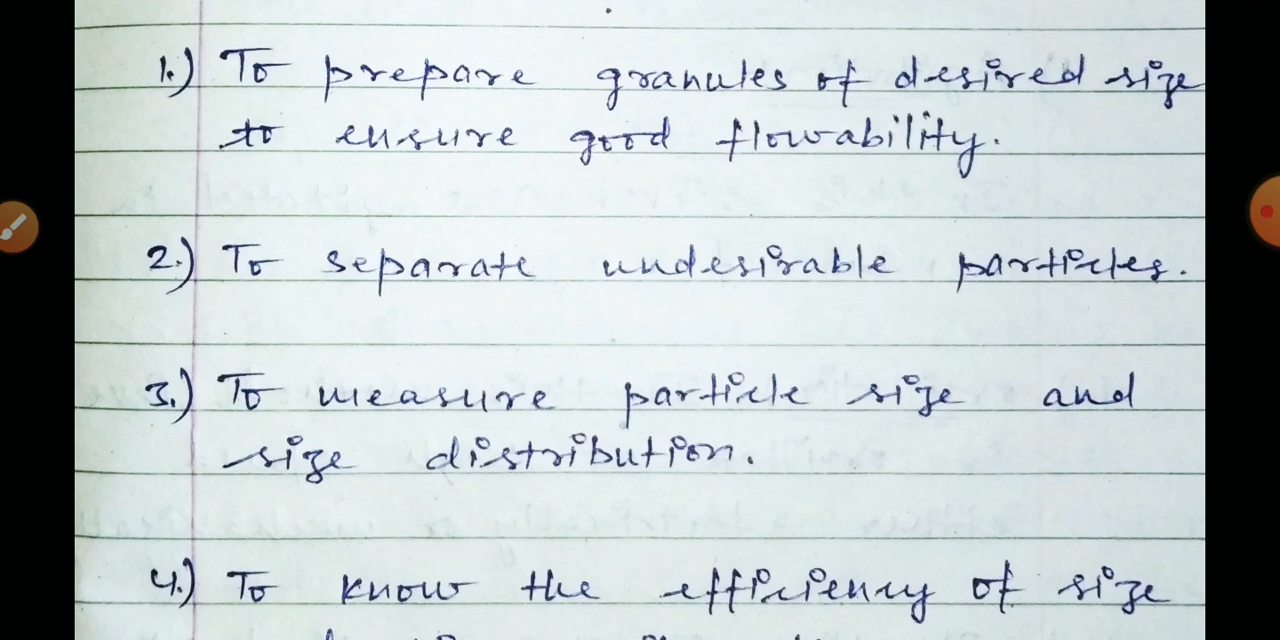 1.) To prepare granules of desired size
to ensure good flowability.
2.) To separate undesirable particles.
3.) To measure particle size and
size distribution.
4.) To know the efficiency of size